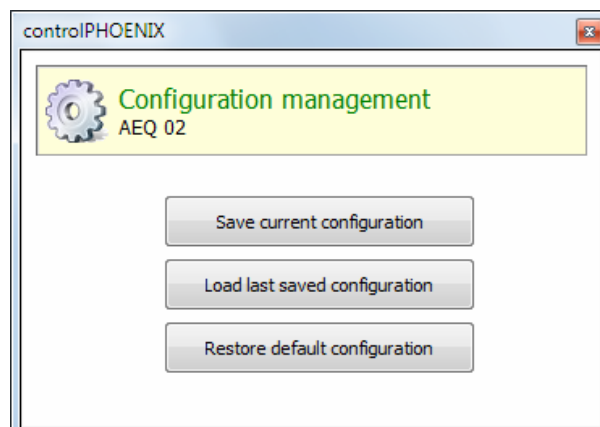 controlPHOENIX
Configuration management
AEQ 02
Save current configuration
Load last saved configuration
Restore default configuration